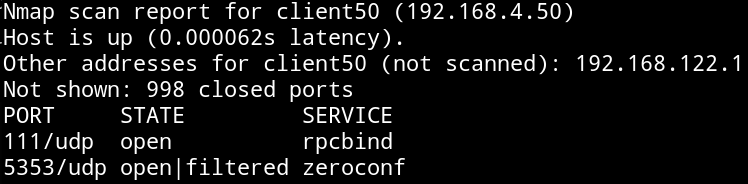 Nmap scan report for client50 (192.168.4.50)
Host is up (0.000062s latency).
Other addresses for client50 (not scanned): 192.168.122.1
Not shown: 998 closed ports
PORT     STATE         SERVICE
111/udp  open          rpcbind
5353/udp open|filtered zeroconf